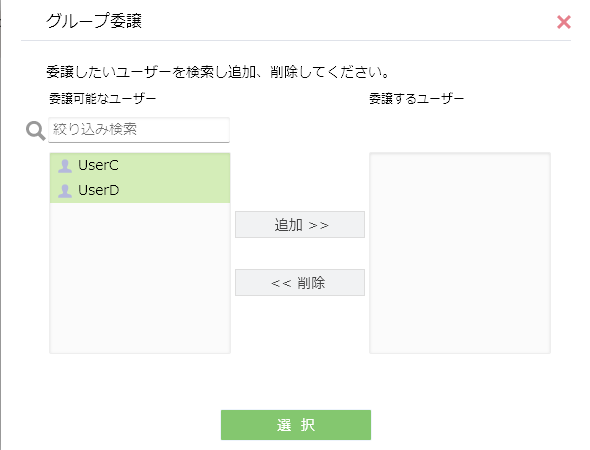 グループ委譲
委譲したいユーザーを検索し追加、削除してください。
委譲可能なユーザー
委譲するユーザー
絞り込み検索
UserC
UserD
追加 >>
<< 削除
選 択